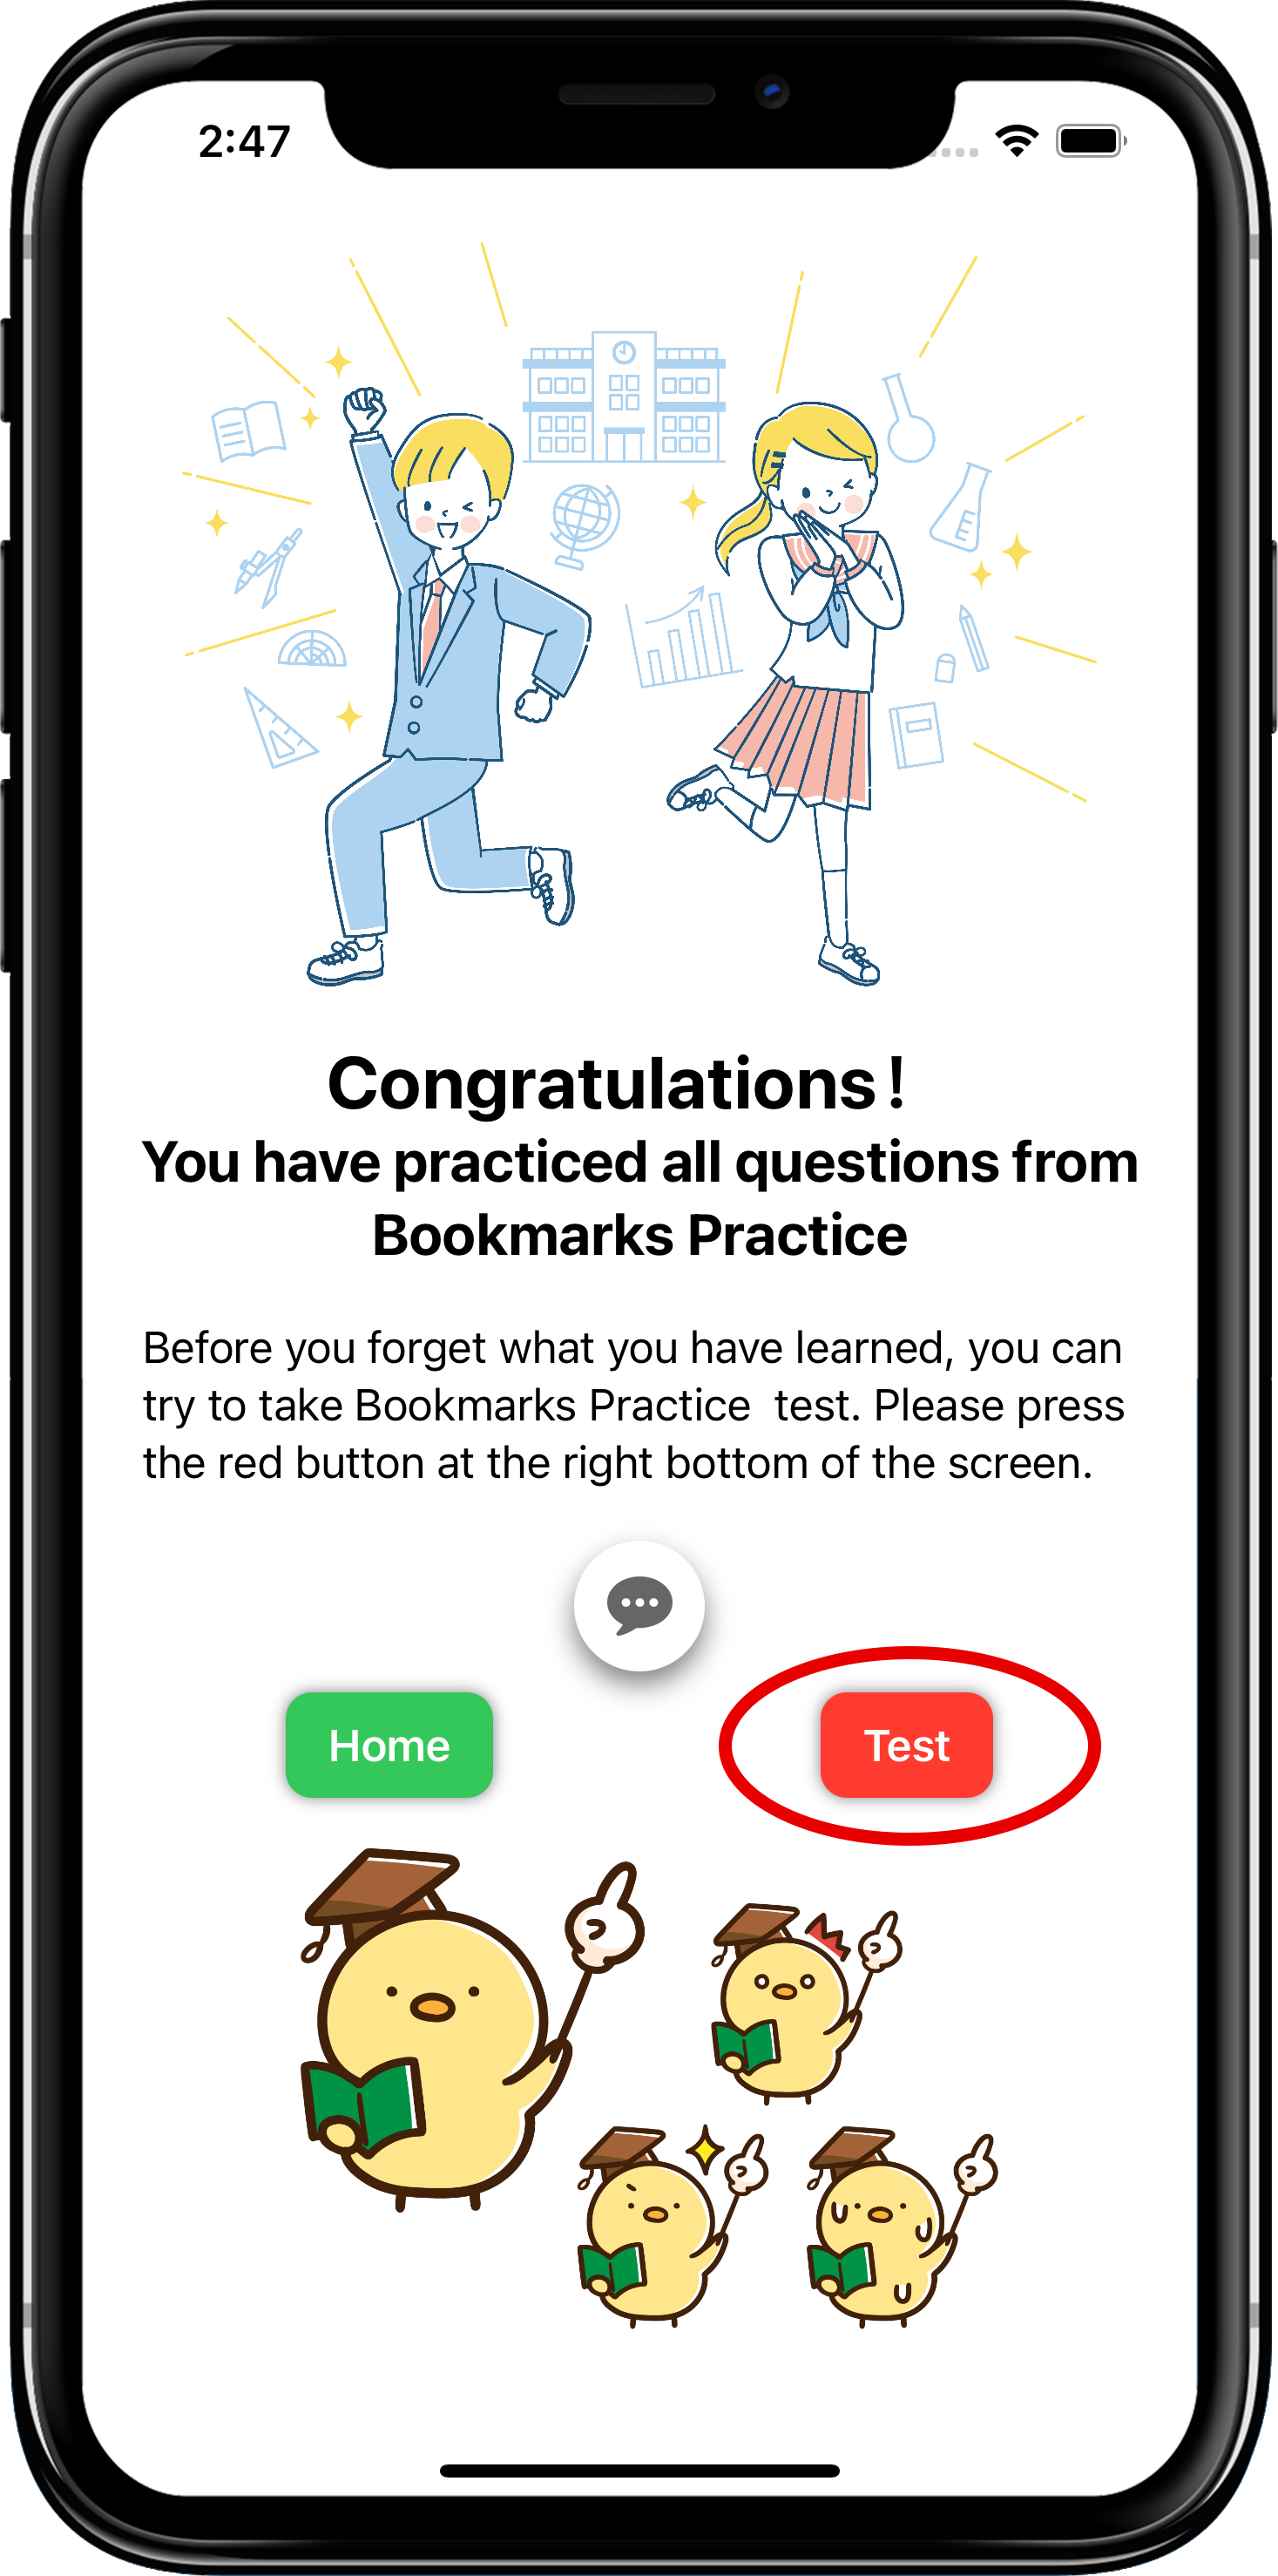 2:47
Congratulations！
You have practiced all questions from
Bookmarks Practice
Before you forget what you have learned, you can
try to take Bookmarks Practice  test. Please press
the red button at the right bottom of the screen.
Home
Test